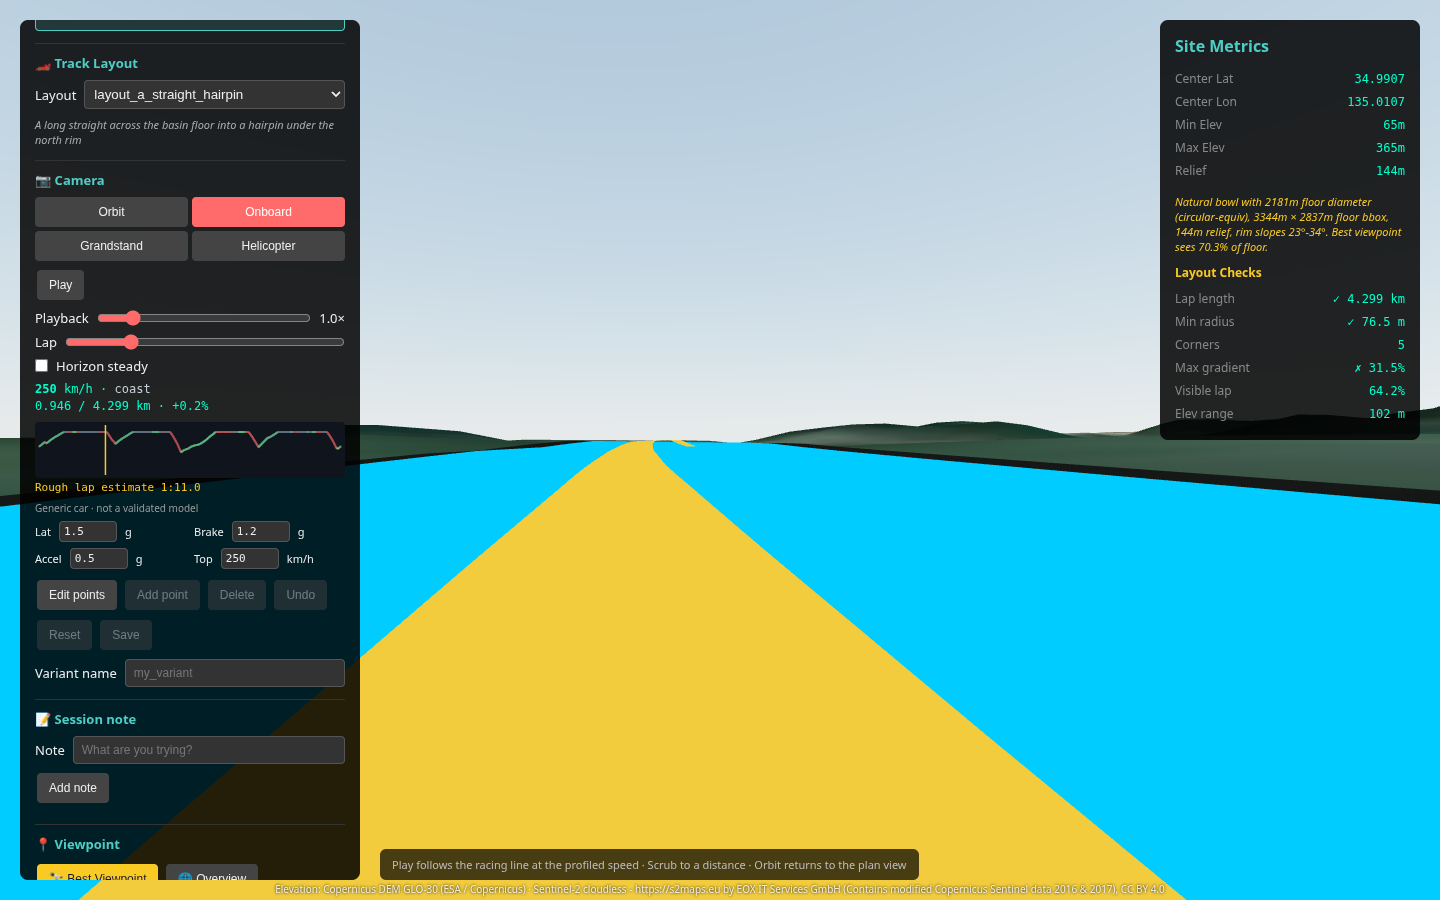 Track Layout
Layout
layout_a_straight_hairpin
A long straight across the basin floor into a hairpin under the
north rim
Camera
Orbit
Onboard
Grandstand
Helicopter
Play
Playback
1.0×
Lap
Horizon steady
250 km/h · coast
0.946 / 4.299 km · +0.2%
Rough lap estimate 1:11.0
Generic car · not a validated model
Lat 1.5 g
Brake 1.2 g
Accel 0.5 g
Top 250 km/h
Edit points
Add point
Delete
Undo
Reset
Save
Variant name
my_variant
Session note
Note
What are you trying?
Add note
Viewpoint
Best Viewpoint
Overview
Site Metrics
Center Lat 34.9907
Center Lon 135.0107
Min Elev 65m
Max Elev 365m
Relief 144m
Natural bowl with 2181m floor diameter
(circular-equiv), 3344m × 2837m floor bbox,
144m relief, rim slopes 23°-34°. Best viewpoint
sees 70.3% of floor.
Layout Checks
Lap length ✓ 4.299 km
Min radius ✓ 76.5 m
Corners 5
Max gradient ✗ 31.5%
Visible lap 64.2%
Elev range 102 m
Play follows the racing line at the profiled speed · Scrub to a distance · Orbit returns to the plan view
Elevation: Copernicus DEM GLO-30 (ESA / Copernicus) · Sentinel-2 cloudless - https://s2maps.eu by EOX IT Services GmbH (Contains modified Copernicus Sentinel data 2016 & 2017), CC BY 4.0